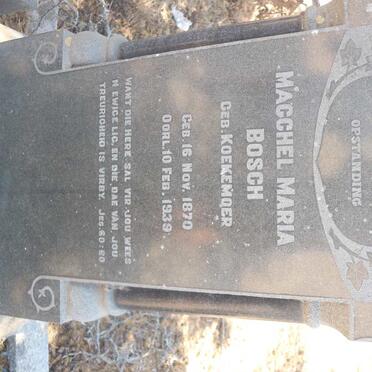 OPSTANDING
MACCHEL MARIA
BOSCH
GEB. KOEKEMOER
GEB. 16 NOV. 1870
OORL. 10 FEB. 1939
WANT DIE HERE SAL VIR JOU WEES
N EWIGE LIG, EN DIE DAE VAN JOU
TREURIGHEID IS VIRBY. JES. 60:20